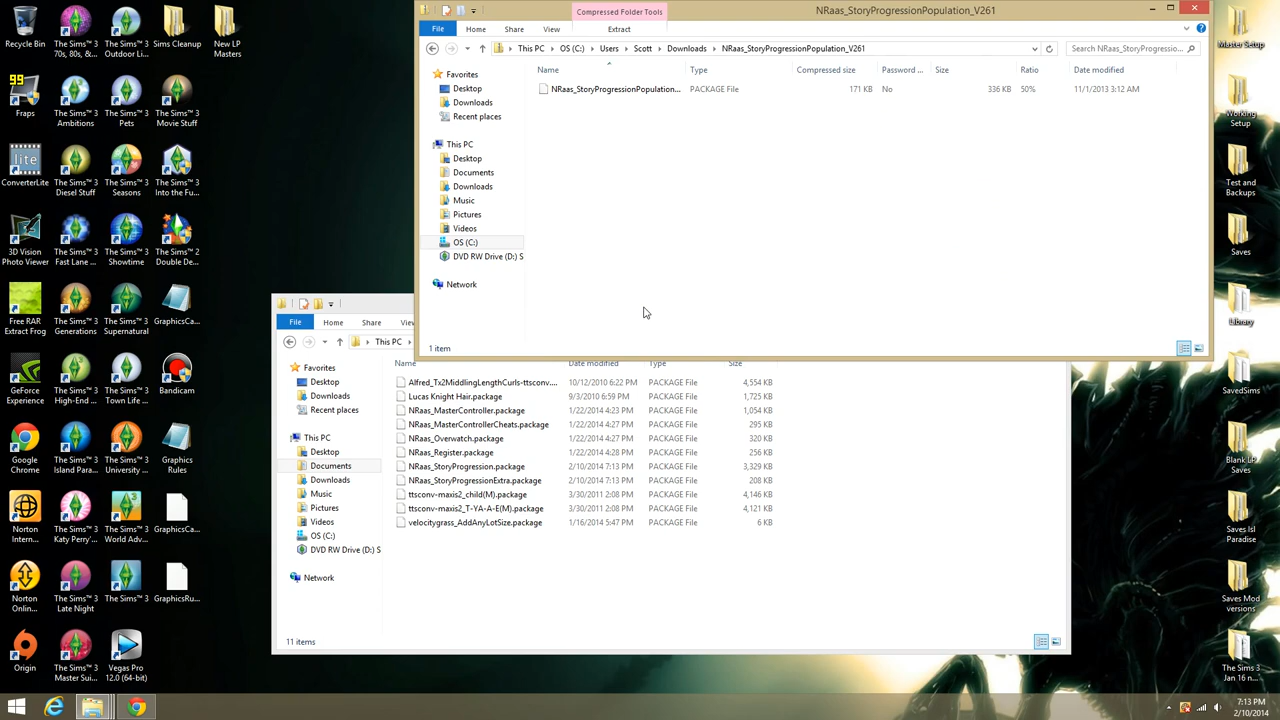 Recycle Bin
The Sims™ 3 70s, 80s, &...
The Sims™ 3 Outdoor Li...
Sims Cleanup
New LP Masters
99
Fraps
The Sims™ 3 Ambitions
The Sims™ 3 Pets
The Sims™ 3 Movie Stuff
lite
ConverterLite
The Sims™ 3 Diesel Stuff
The Sims™ 3 Seasons
The Sims™ 3 Into the Fu...
3D Vision Photo Viewer
The Sims™ 3 Fast Lane ...
The Sims™ 3 Showtime
The Sims™ 2 Double De...
Free RAR Extract Frog
The Sims™ 3 Generations
The Sims™ 3 Supernatural
GraphicsCa...
GeForce Experience
The Sims™ 3 High-End ...
The Sims™ 3 Town Life ...
Bandicam
Google Chrome
The Sims™ 3 Island Para...
The Sims™ 3 University ...
Graphics Rules
Norton Intern...
The Sims™ 3 Katy Perry'...
The Sims™ 3 World Adv...
GraphicsCa...
Norton Online...
The Sims™ 3 Late Night
The Sims™ 3
GraphicsRu...
Origin
The Sims™ 3 Master Sui...
Vegas Pro 12.0 (64-bit)
Compressed Folder Tools
NRaas_StoryProgressionPopulation_V261
File Home Share View Extract
This PC OS (C:) Users Scott Downloads NRaas_StoryProgressionPopulation_V261
Search NRaas_StoryProgressio...
Name Type Compressed size Password ... Size Ratio Date modified
NRaas_StoryProgressionPopulation... PACKAGE File 171 KB No 336 KB 50% 11/1/2013 3:12 AM
Favorites
Desktop
Downloads
Recent places
This PC
Desktop
Documents
Downloads
Music
Pictures
Videos
OS (C:)
DVD RW Drive (D:) S
Network
1 item
File Home Share Viev
This PC
Name Date modified Type Size
Alfred_Tx2MiddlingLengthCurls-ttsconv.... 10/12/2010 6:22 PM PACKAGE File 4,554 KB
Lucas Knight Hair.package 9/3/2010 6:59 PM PACKAGE File 1,725 KB
NRaas_MasterController.package 1/22/2014 4:23 PM PACKAGE File 1,054 KB
NRaas_MasterControllerCheats.package 1/22/2014 4:27 PM PACKAGE File 295 KB
NRaas_Overwatch.package 1/22/2014 4:27 PM PACKAGE File 320 KB
NRaas_Register.package 1/22/2014 4:28 PM PACKAGE File 256 KB
NRaas_StoryProgression.package 2/10/2014 7:13 PM PACKAGE File 3,329 KB
NRaas_StoryProgressionExtra.package 2/10/2014 7:13 PM PACKAGE File 208 KB
ttsconv-maxis2_child(M).package 3/30/2011 2:08 PM PACKAGE File 4,146 KB
ttsconv-maxis2_T-YA-A-E(M).package 3/30/2011 2:08 PM PACKAGE File 4,121 KB
velocitygrass_AddAnyLotSize.package 1/16/2014 5:47 PM PACKAGE File 6 KB
Favorites
Desktop
Downloads
Recent places
This PC
Desktop
Documents
Downloads
Music
Pictures
Videos
OS (C:)
DVD RW Drive (D:) S
Network
11 items
Master Setup
Working Setup
Test and Backups
Saves
Library
SavedSims
Blank LP Saves
Saves Isl Paradise
Saves Mod versions
The Sims 3 Jan 16 n...
7:13 PM
2/10/2014